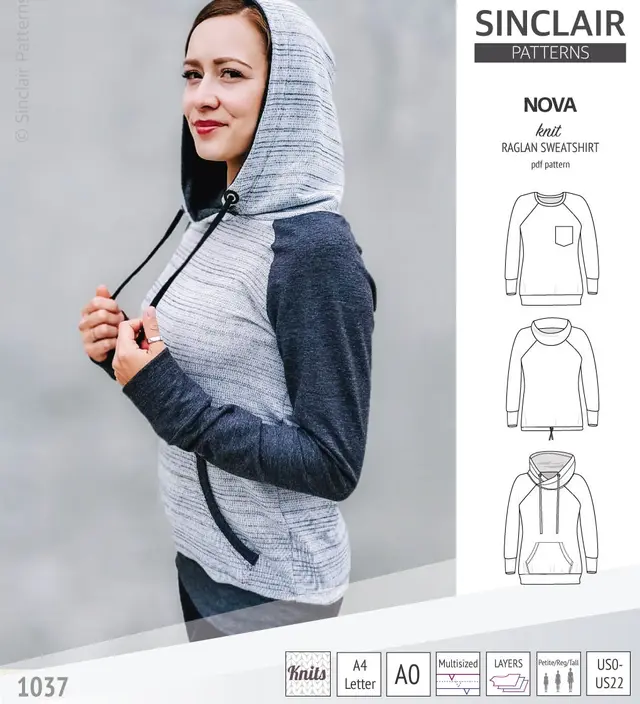 © Sinclair Patterns
SINCLAIR
PATTERNS
NOVA
knit
RAGLAN SWEATSHIRT
pdf pattern
1037
Knits
A4
Letter
A0
Multisized
LAYERS
Petite/Reg/Tall
US0-
US22